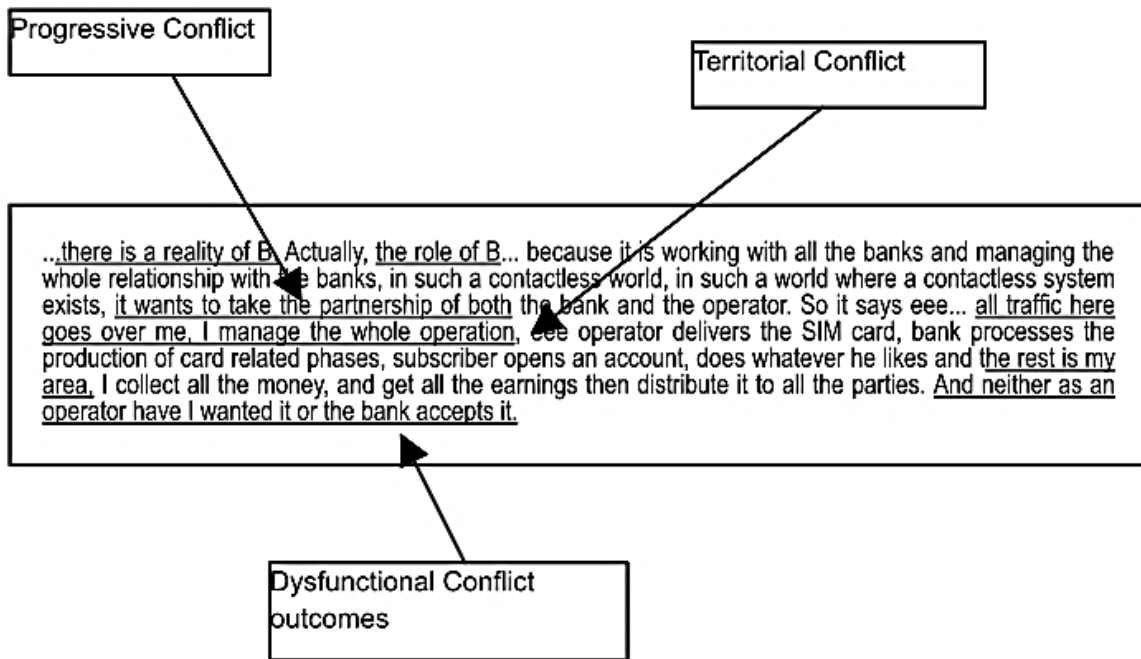 Progressive Conflict
Territorial Conflict
...there is a reality of B. Actually, the role of B... because it is working with all the banks and managing the
whole relationship with the banks, in such a contactless world, in such a world where a contactless system
exists, it wants to take the partnership of both the bank and the operator. So it says eee... all traffic here
goes over me, I manage the whole operation, eee operator delivers the SIM card, bank processes the
production of card related phases, subscriber opens an account, does whatever he likes and the rest is my
area, I collect all the money, and get all the earnings then distribute it to all the parties. And neither as an
operator have I wanted it or the bank accepts it.
Dysfunctional Conflict
outcomes